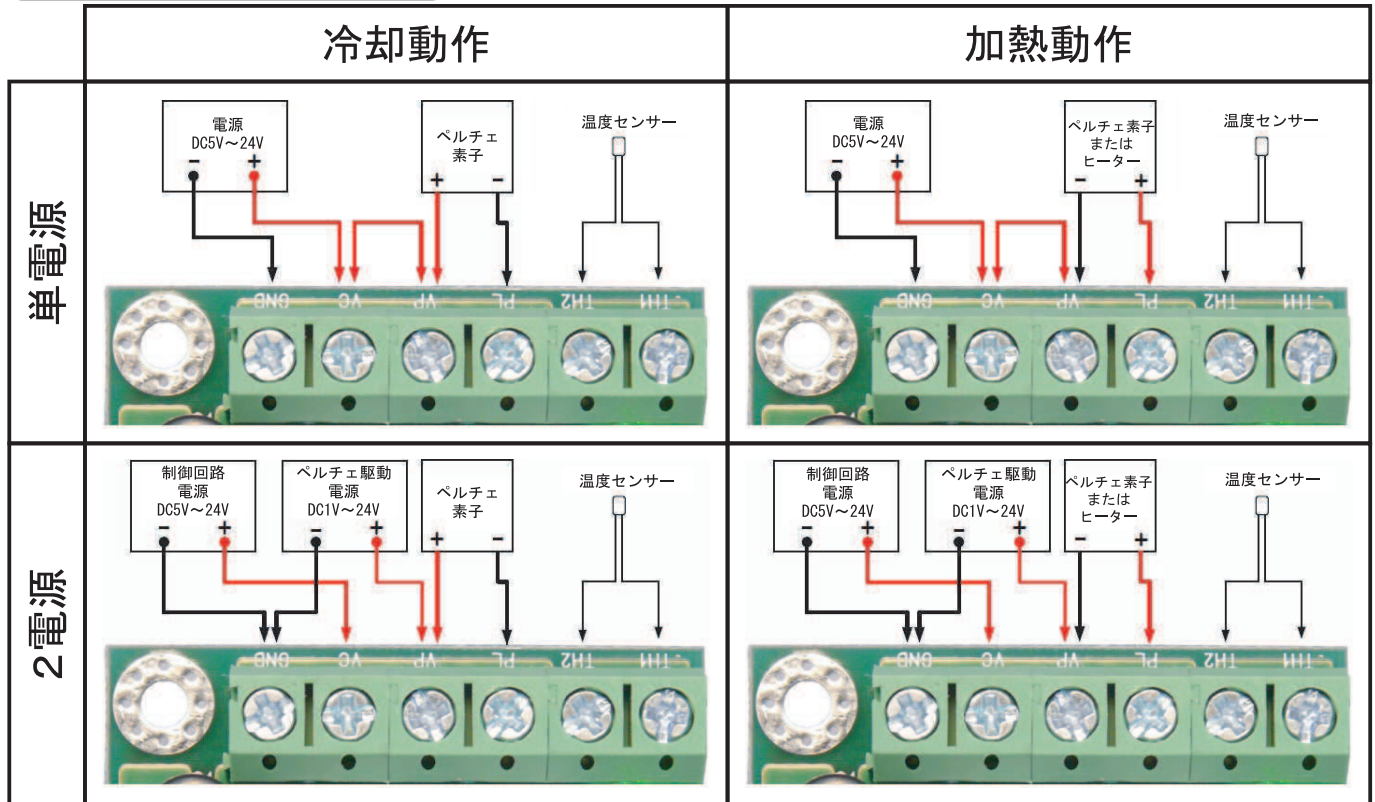 冷却動作
加熱動作
単電源
電源
DC5V～24V
－ ＋
ペルチェ
素子
＋ －
温度センサー
GND VC VP PL TH2 TH1
電源
DC5V～24V
－ ＋
ペルチェ素子
または
ヒーター
－ ＋
温度センサー
GND VC VP PL TH2 TH1
2電源
制御回路
電源
DC5V～24V
－ ＋
ペルチェ駆動
電源
DC1V～24V
－ ＋
ペルチェ
素子
＋ －
温度センサー
GND VC VP PL TH2 TH1
制御回路
電源
DC5V～24V
－ ＋
ペルチェ駆動
電源
DC1V～24V
－ ＋
ペルチェ素子
または
ヒーター
－ ＋
温度センサー
GND VC VP PL TH2 TH1